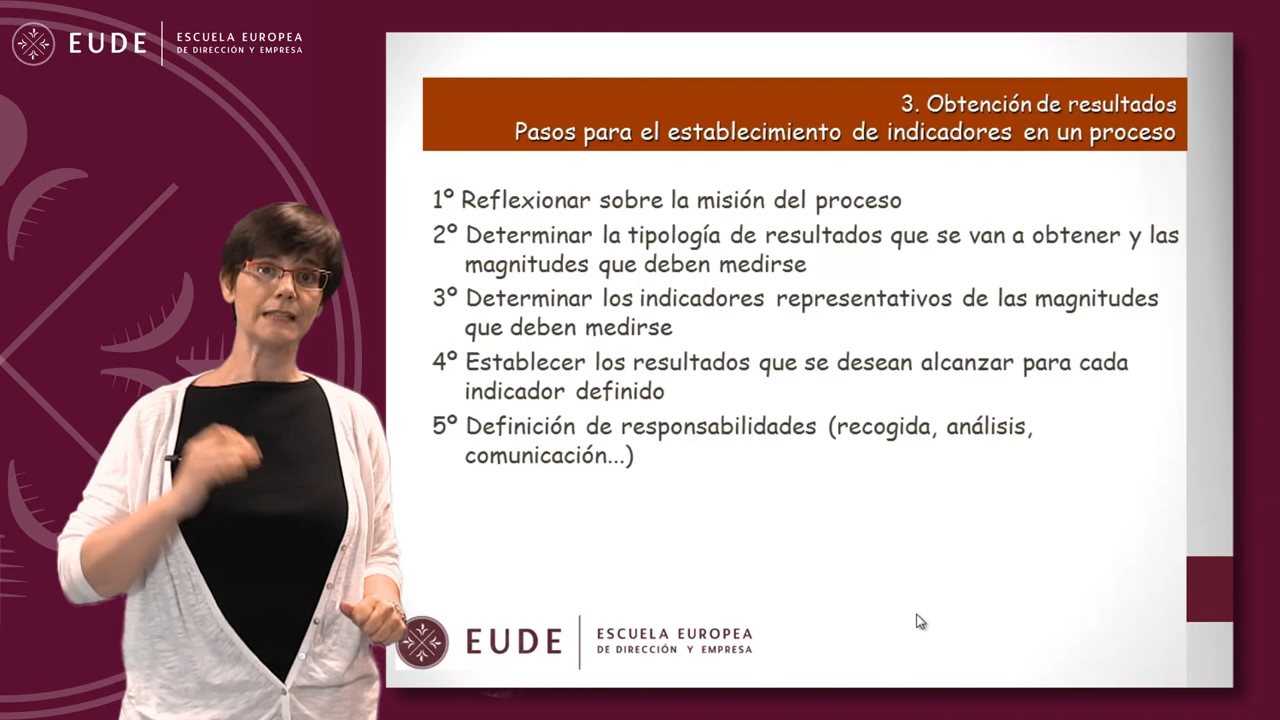 EUDE
ESCUELA EUROPEA
DE DIRECCIÓN Y EMPRESA
3. Obtención de resultados
Pasos para el establecimiento de indicadores en un proceso
1º Reflexionar sobre la misión del proceso
2º Determinar la tipología de resultados que se van a obtener y las
magnitudes que deben medirse
3º Determinar los indicadores representativos de las magnitudes
que deben medirse
4º Establecer los resultados que se desean alcanzar para cada
indicador definido
5º Definición de responsabilidades (recogida, análisis,
comunicación...)
EUDE
ESCUELA EUROPEA
DE DIRECCIÓN Y EMPRESA